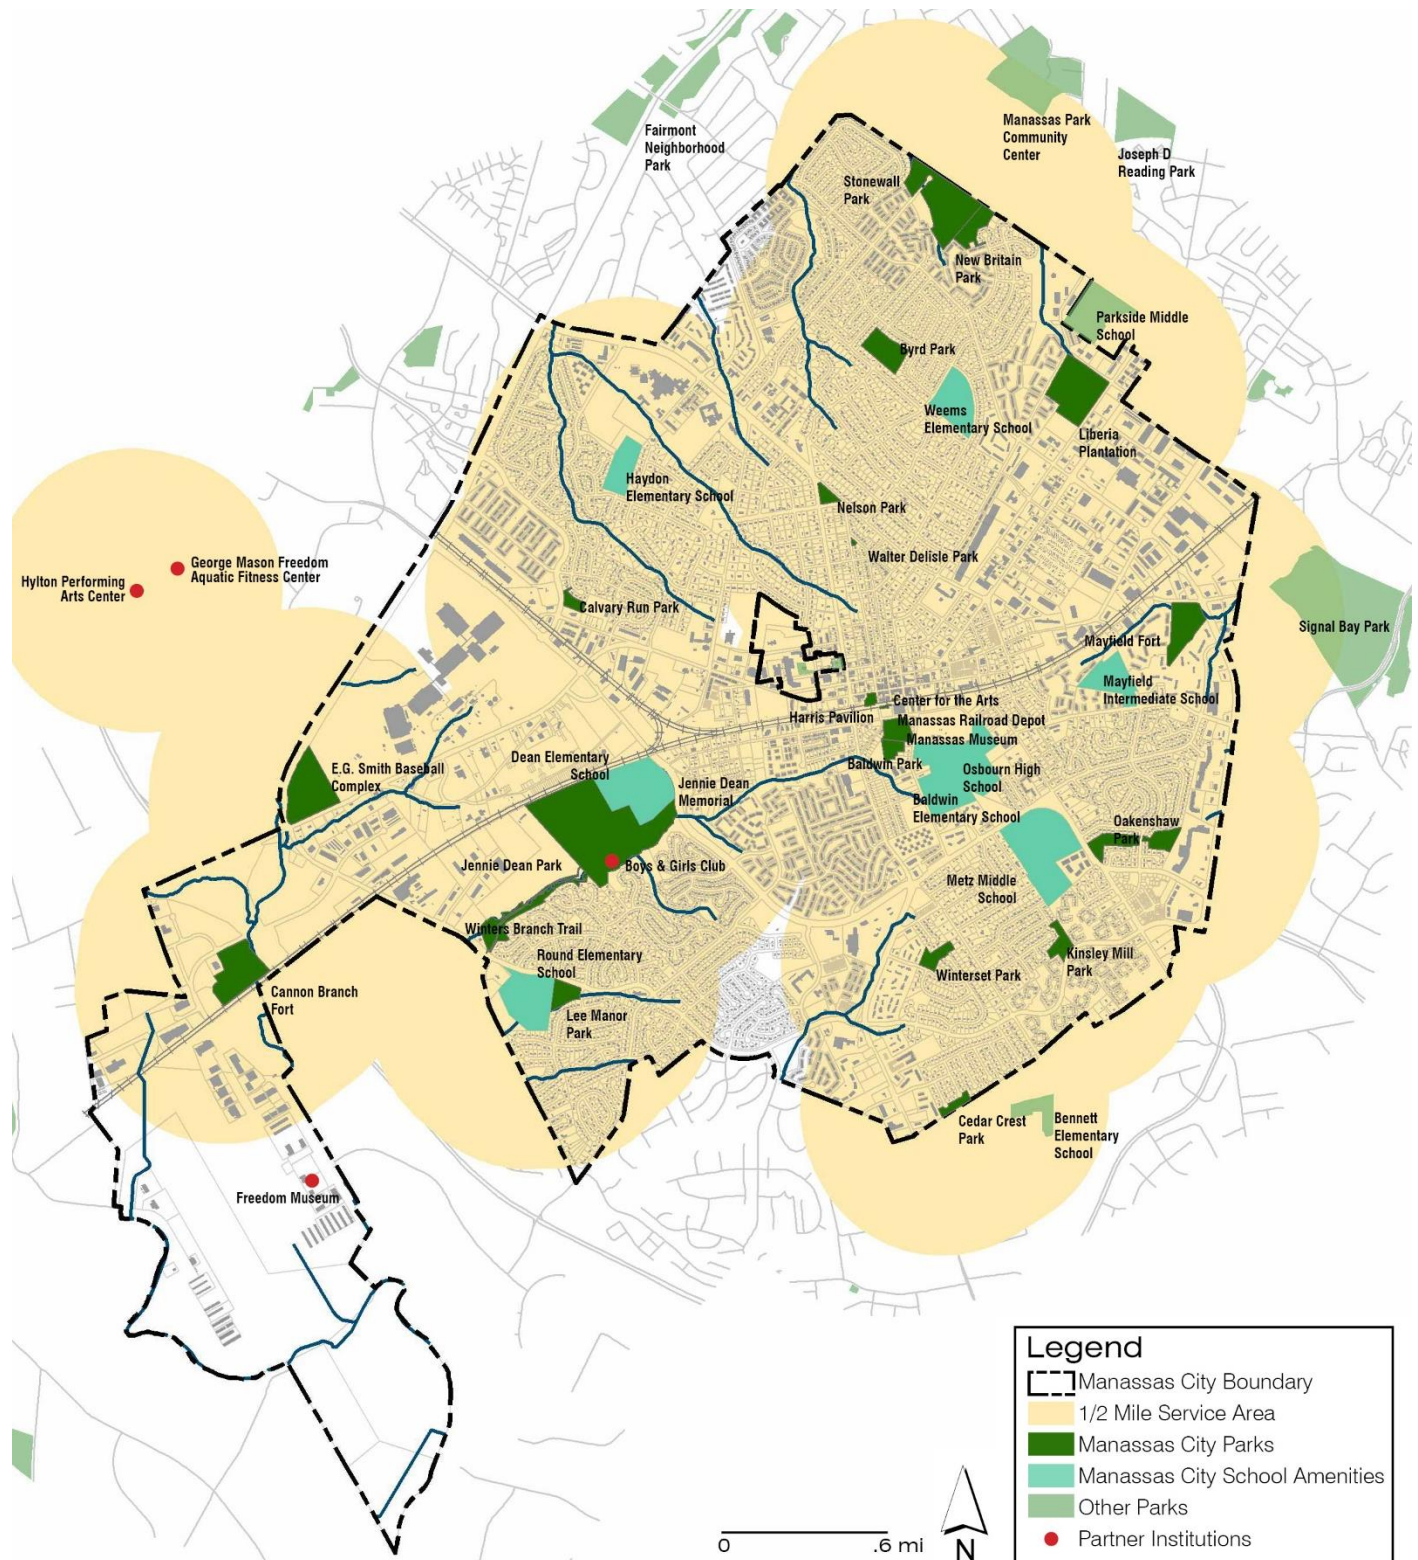 Fairmont
Neighborhood
Park
Manassas Park
Community
Center
Joseph D
Reading Park
Stonewall
Park
New Britain
Park
Parkside Middle
School
Byrd Park
Weems
Elementary School
Liberia
Plantation
Haydon
Elementary School
Nelson Park
Walter Delisle Park
George Mason Freedom
Aquatic Fitness Center
Hylton Performing
Arts Center
Calvary Run Park
Signal Bay Park
Mayfield Fort
Mayfield
Intermediate School
Center for the Arts
Harris Pavilion
Manassas Railroad Depot
Manassas Museum
Baldwin Park
Osbourn High
School
Baldwin
Elementary School
Dean Elementary
School
E.G. Smith Baseball
Complex
Jennie Dean
Memorial
Oakenshaw
Park
Jennie Dean Park
Boys & Girls Club
Metz Middle
School
Winters Branch Trail
Round Elementary
School
Winterset Park
Kinsley Mill
Park
Cannon Branch
Fort
Lee Manor
Park
Cedar Crest
Park
Bennett
Elementary
School
Freedom Museum
Legend
Manassas City Boundary
1/2 Mile Service Area
Manassas City Parks
Manassas City School Amenities
Other Parks
Partner Institutions
0 .6 mi
N